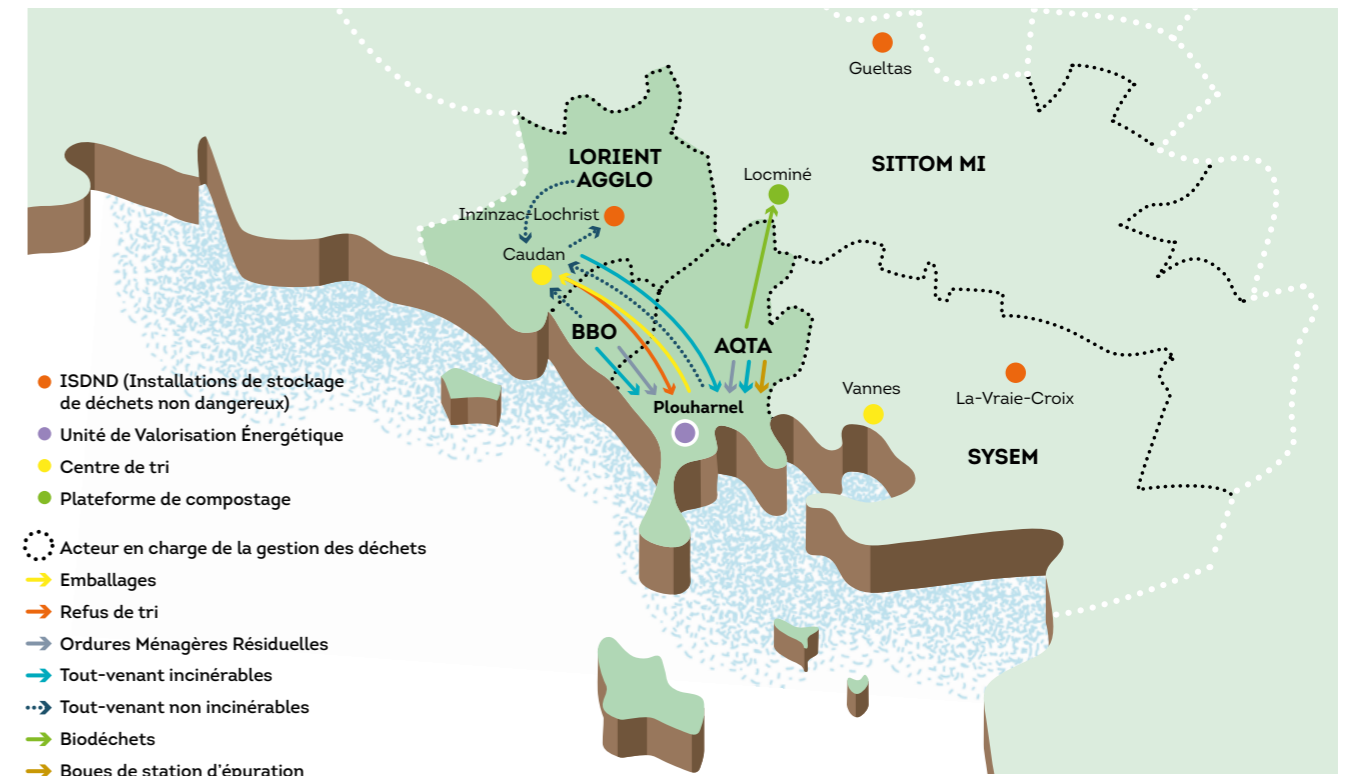 Gueltas
LORIENT
AGGLO
SITTOM MI
Locminé
Inzinzac-Lochrist
Caudan
BBO
AQTA
Plouharnel
Vannes
La-Vraie-Croix
SYSEM
ISDND (Installations de stockage
de déchets non dangereux)
Unité de Valorisation Énergétique
Centre de tri
Plateforme de compostage
Acteur en charge de la gestion des déchets
Emballages
Refus de tri
Ordures Ménagères Résiduelles
Tout-venant incinérables
Tout-venant non incinérables
Biodéchets
Boues de station d'épuration